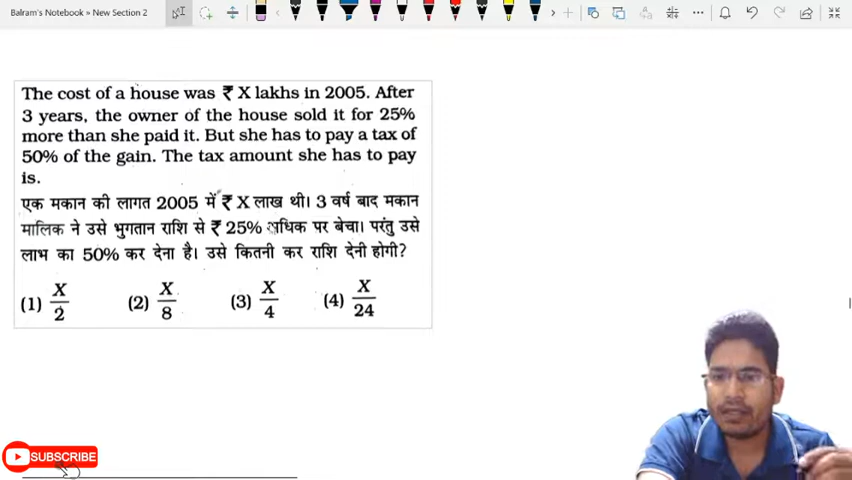 Balram's Notebook » New Section 2
The cost of a house was ₹ X lakhs in 2005. After
3 years, the owner of the house sold it for 25%
more than she paid it. But she has to pay a tax of
50% of the gain. The tax amount she has to pay
is.
एक मकान की लागत 2005 में ₹ X लाख थी। 3 वर्ष बाद मकान
मालिक ने उसे भुगतान राशि से ₹ 25% अधिक पर बेचा। परंतु उसे
लाभ का 50% कर देना है। उसे कितनी कर राशि देनी होगी?
(1) X/2 (2) X/8 (3) X/4 (4) X/24
SUBSCRIBE